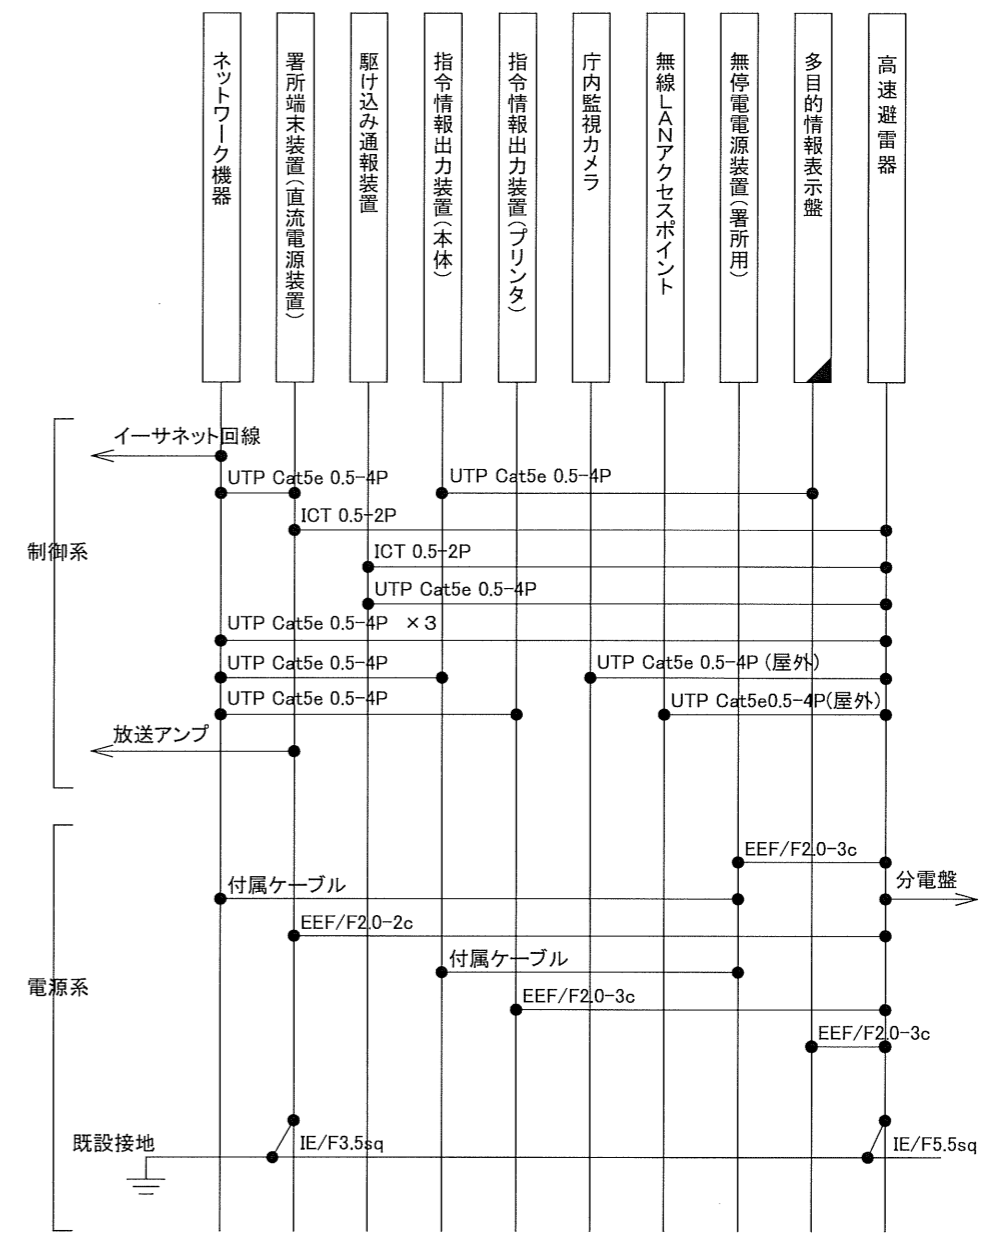 ネットワーク機器
署所端末装置(直流電源装置)
駆け込み通報装置
指令情報出力装置(本体)
指令情報出力装置(プリンタ)
庁内監視カメラ
無線LANアクセスポイント
無停電電源装置(署所用)
多目的情報表示盤
高速避雷器
イーサネット回線
UTP Cat5e 0.5-4P
UTP Cat5e 0.5-4P
ICT 0.5-2P
制御系
ICT 0.5-2P
UTP Cat5e 0.5-4P
UTP Cat5e 0.5-4P ×3
UTP Cat5e 0.5-4P
UTP Cat5e 0.5-4P (屋外)
UTP Cat5e 0.5-4P
UTP Cat5e0.5-4P(屋外)
放送アンプ
EEF/F2.0-3c
付属ケーブル
分電盤
EEF/F2.0-2c
付属ケーブル
電源系
EEF/F2.0-3c
EEF/F2.0-3c
既設接地
IE/F3.5sq
IE/F5.5sq